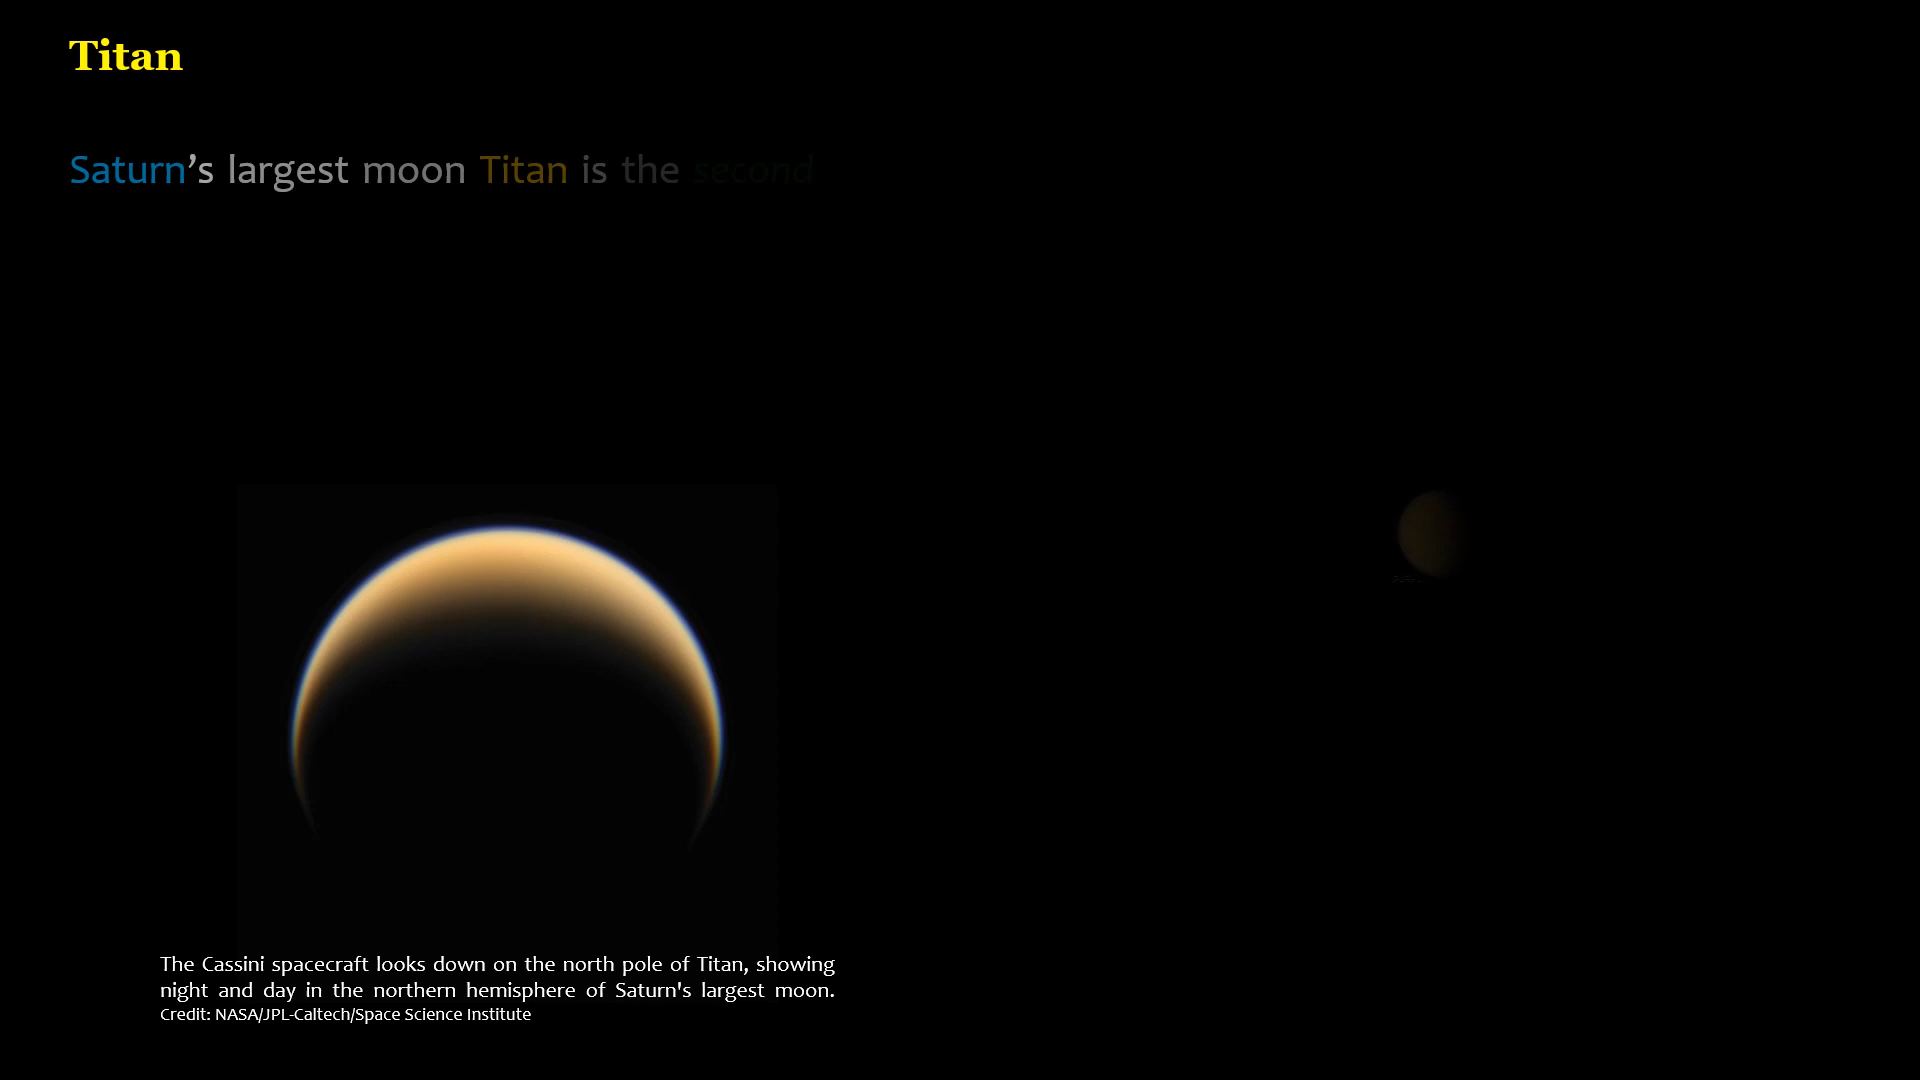 Titan
Saturn’s largest moon Titan is the second
The Cassini spacecraft looks down on the north pole of Titan, showing
night and day in the northern hemisphere of Saturn's largest moon.
Credit: NASA/JPL-Caltech/Space Science Institute